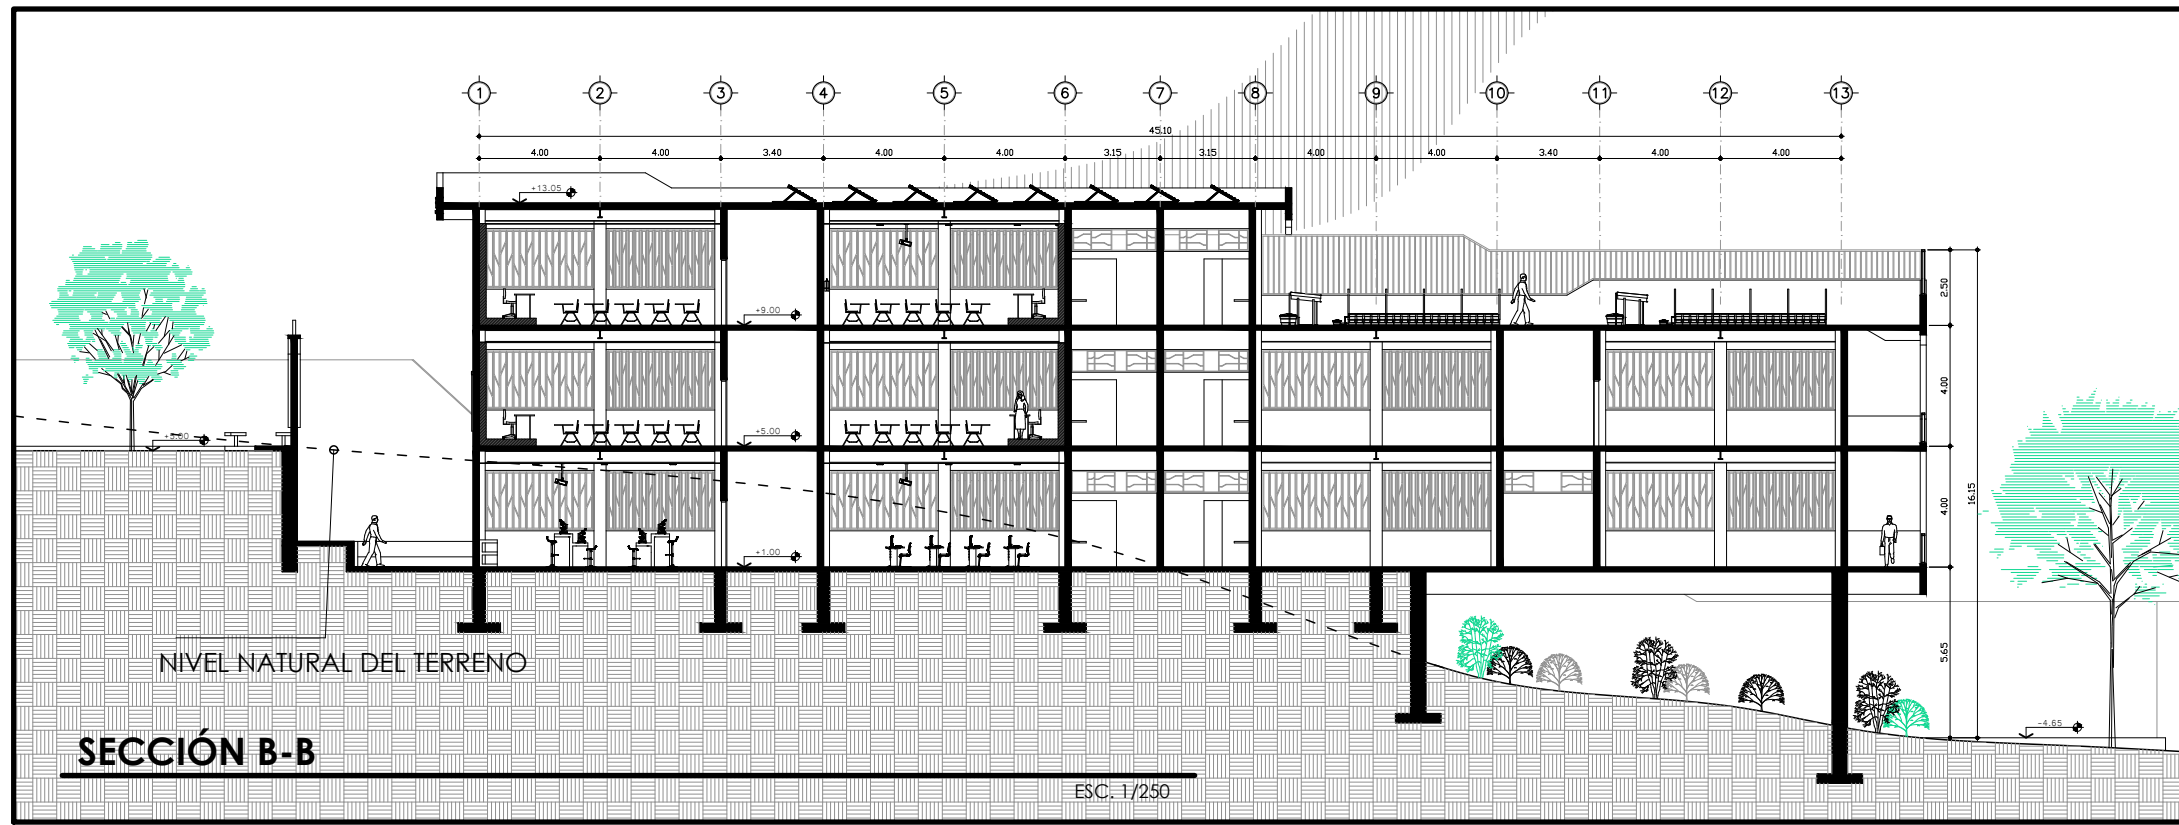 1 2 3 4 5 6 7 8 9 10 11 12 13
45.10
4.00 4.00 3.40 4.00 4.00 3.15 3.15 4.00 4.00 3.40 4.00 4.00
+13.05
2.50
+9.00
4.00
+5.00
+5.00
16.15
4.00
+1.00
5.65
NIVEL NATURAL DEL TERRENO
-4.65
SECCIÓN B-B
ESC. 1/250